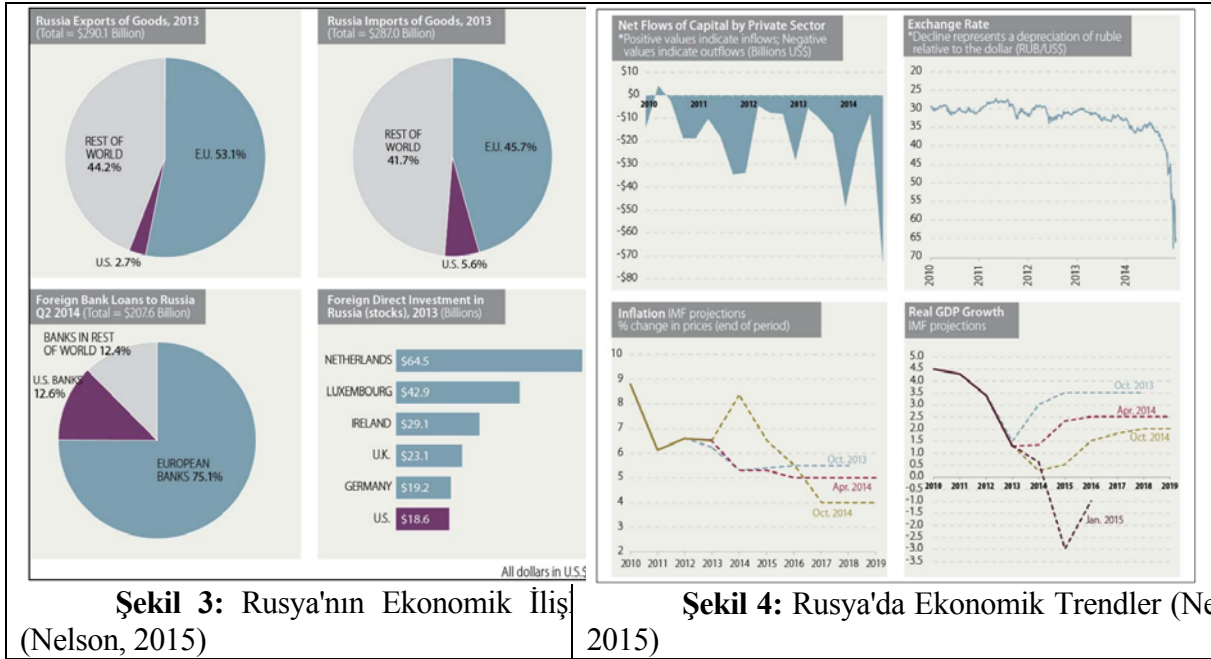 Russia Exports of Goods, 2013
(Total = $290.1 Billion)
REST OF
WORLD
44.2%
E.U. 53.1%
U.S. 2.7%
Russia Imports of Goods, 2013
(Total = $287.0 Billion)
REST OF
WORLD
41.7%
E.U. 45.7%
U.S. 5.6%
Foreign Bank Loans to Russia
Q2 2014 (Total = $207.6 Billion)
BANKS IN REST
OF WORLD 12.4%
U.S. BANKS
12.6%
EUROPEAN
BANKS 75.1%
Foreign Direct Investment in
Russia (stocks), 2013 (Billions)
NETHERLANDS $64.5
LUXEMBOURG $42.9
IRELAND $29.1
U.K. $23.1
GERMANY $19.2
U.S. $18.6
All dollars in U.S.$
Şekil 3: Rusya'nın Ekonomik
(Nelson, 2015)
Net Flows of Capital by Private Sector
*Positive values indicate inflows; Negative
values indicate outflows (Billions US$)
$10
$0
-$10
-$20
-$30
-$40
-$50
-$60
-$70
-$80
2010 2011 2012 2013 2014
Exchange Rate
*Decline represents a depreciation of ruble
relative to the dollar (RUB/US$)
20
25
30
35
40
45
50
55
60
65
70
2010 2011 2012 2013 2014
Inflation IMF projections
% change in prices (end of period)
10
9
8
7
6
5
4
3
2
Oct. 2013
Apr. 2014
Oct. 2014
2010 2011 2012 2013 2014 2015 2016 2017 2018 2019
Real GDP Growth
IMF projections
5.0
4.5
4.0
3.5
3.0
2.5
2.0
1.5
1.0
0.5
0.0
-0.5
-1.0
-1.5
-2.0
-2.5
-3.0
-3.5
Oct. 2013
Apr. 2014
Oct. 2014
2010 2011 2012 2013 2014 2015 2016 2017 2018 2019
Jan. 2015
Şekil 4: Rusya'da Ekonomik Trendler
2015)